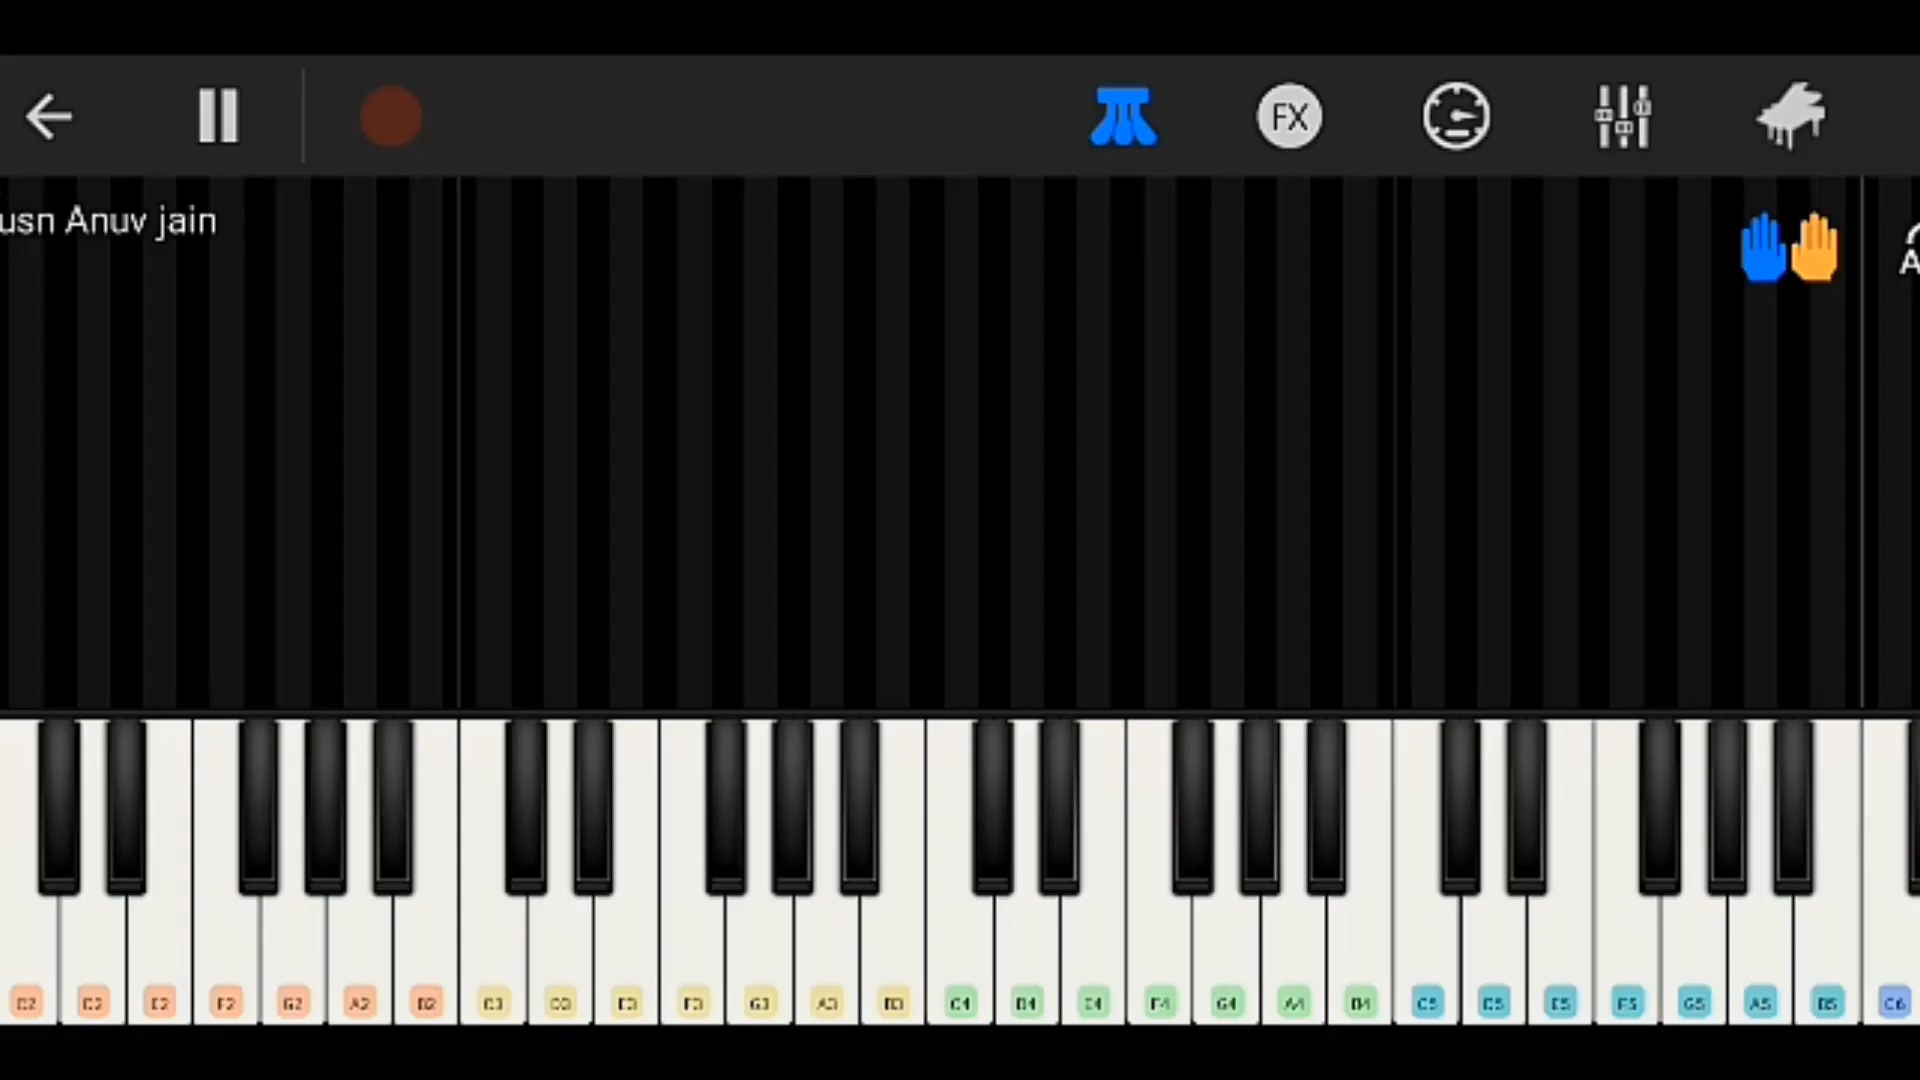 FX
usn Anuv jain
A
C2 D2 E2 F2 G2 A2 B2 C3 D3 E3 F3 G3 A3 B3 C4 D4 E4 F4 G4 A4 B4 C5 D5 E5 F5 G5 A5 B5 C6